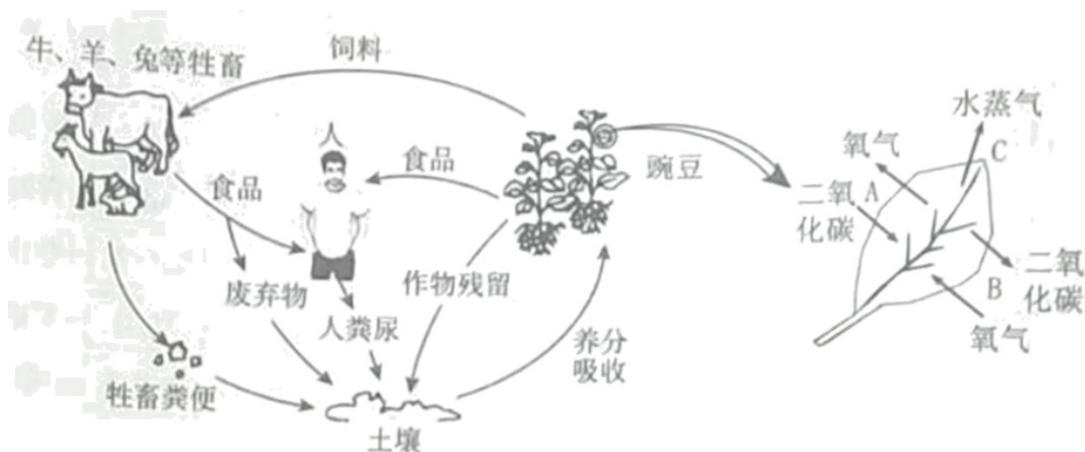 牛、羊、兔等牲畜
饲料
人
食品
食品
豌豆
废弃物
人粪尿
作物残留
养分
吸收
牲畜粪便
土壤
水蒸气
C
氧气
二氧
化碳
A
二氧
化碳
B
氧气